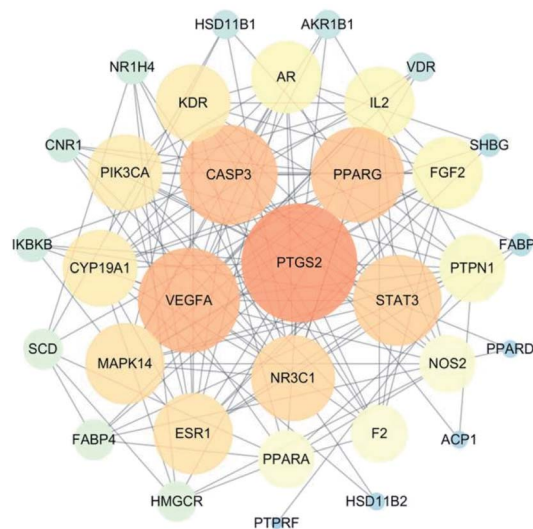 HSD11B1
AKR1B1
NR1H4
AR
VDR
KDR
IL2
CNR1
SHBG
PIK3CA
CASP3
PPARG
FGF2
IKBKB
FABP
CYP19A1
PTGS2
PTPN1
VEGFA
STAT3
SCD
PPARD
MAPK14
NR3C1
NOS2
FABP4
ESR1
F2
ACP1
PPARA
HMGCR
HSD11B2
PTPRF